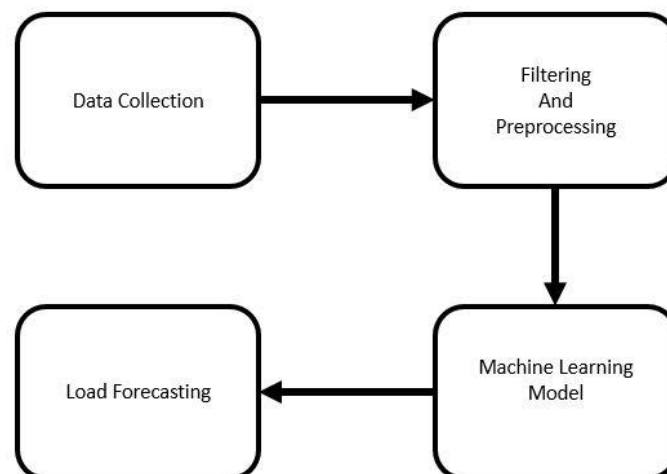 Data Collection
Filtering
And
Preprocessing
Machine Learning
Model
Load Forecasting